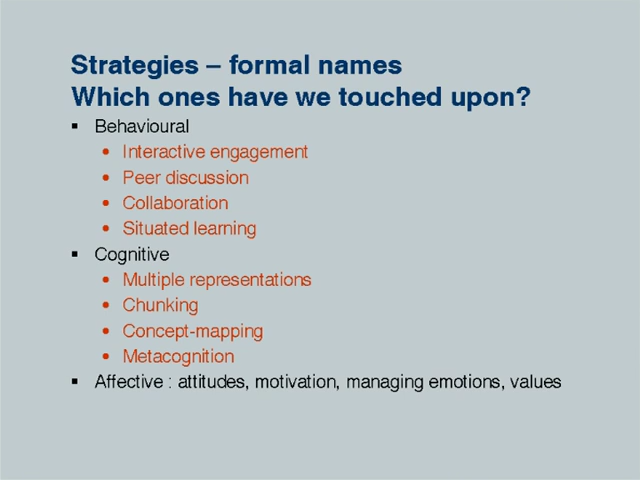 Strategies – formal names
Which ones have we touched upon?
▪ Behavioural
• Interactive engagement
• Peer discussion
• Collaboration
• Situated learning
▪ Cognitive
• Multiple representations
• Chunking
• Concept-mapping
• Metacognition
▪ Affective : attitudes, motivation, managing emotions, values